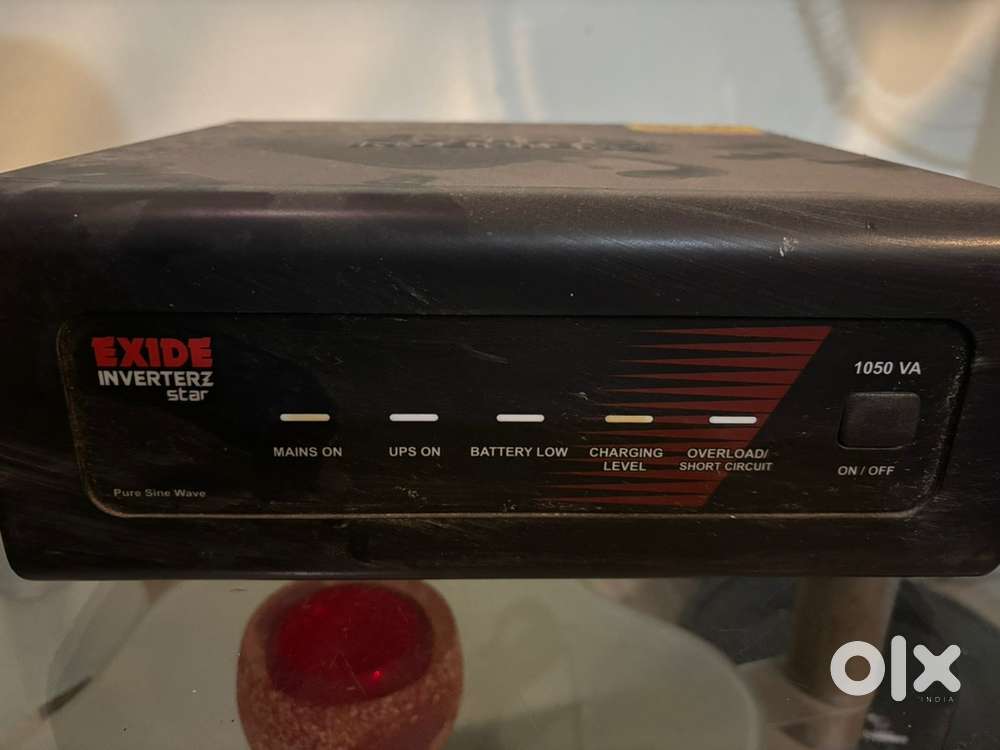 EXIDE
INVERTERZ
star
1050 VA
MAINS ON
UPS ON
BATTERY LOW
CHARGING
LEVEL
OVERLOAD/
SHORT CIRCUIT
ON / OFF
Pure Sine Wave
olx
INDIA